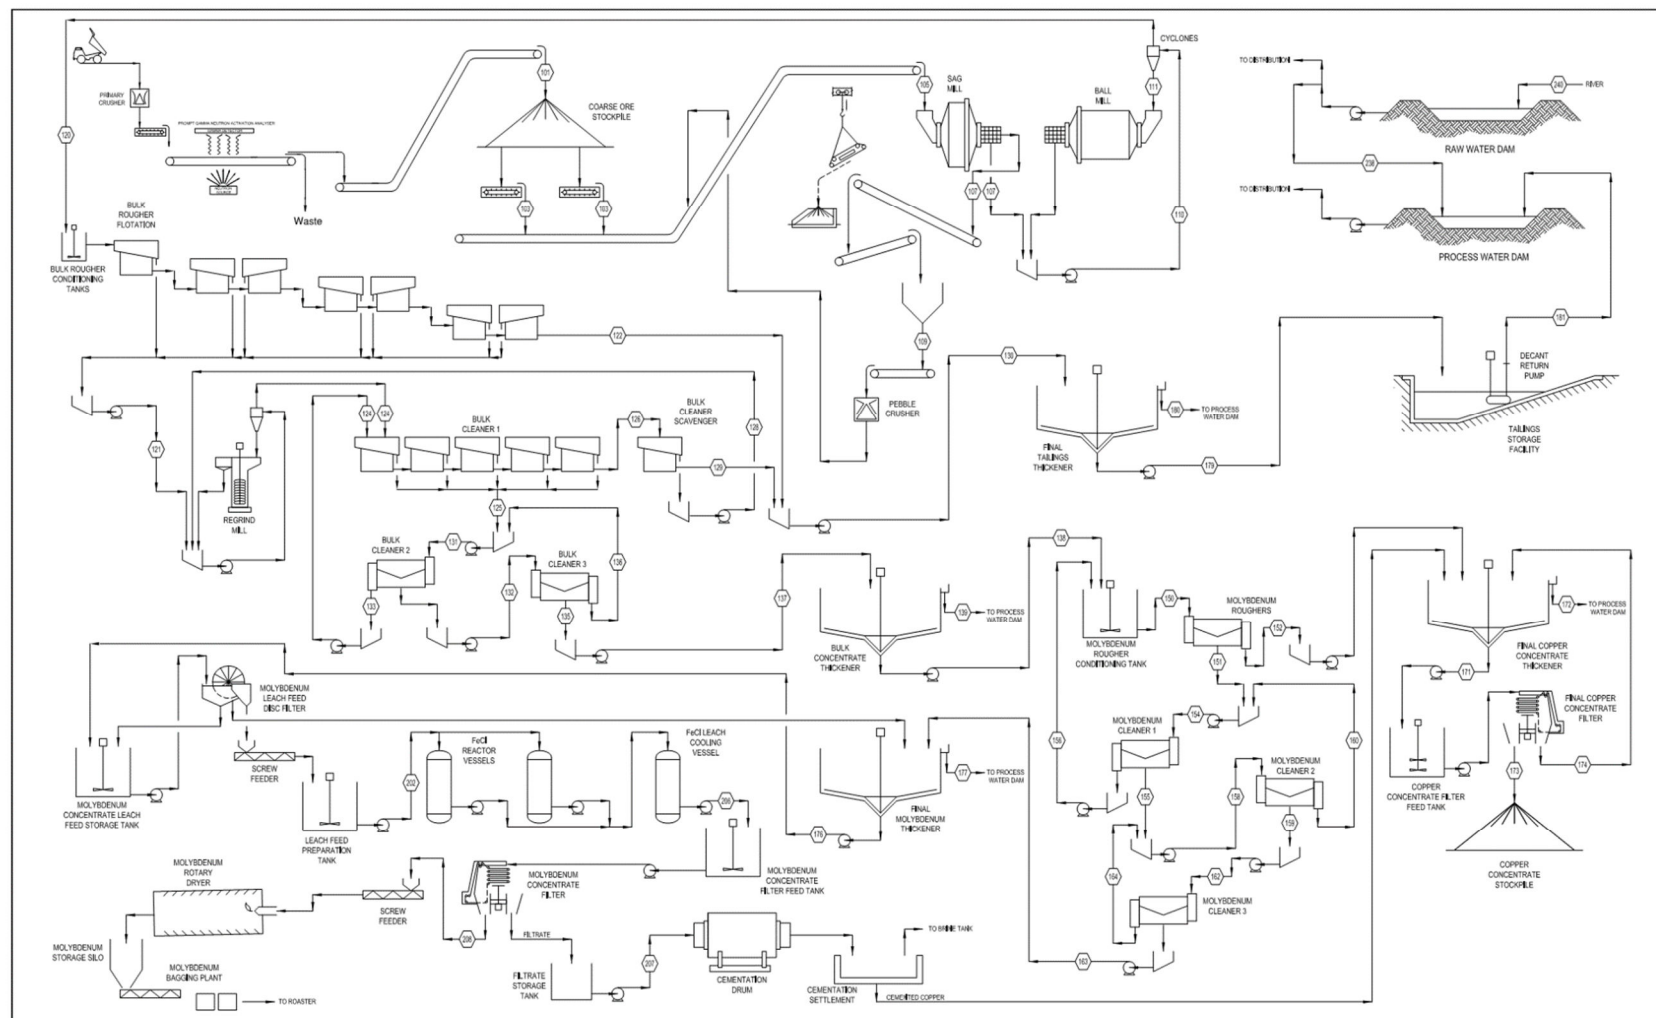 CYCLONES
TO DISTRIBUTION
240
RIVER
PRIMARY
CRUSHER
101
105
SAG
MILL
BALL
MILL
111
COARSE ORE
STOCKPILE
120
PROMPT GAMMA NEUTRON ACTIVATION ANALYSER
RAW WATER DAM
238
103
103
107
107
110
TO DISTRIBUTION
Waste
BULK
ROUGHER
FLOTATION
PROCESS WATER DAM
BULK ROUGHER
CONDITIONING
TANKS
122
109
130
181
DECANT
RETURN
PUMP
PEBBLE
CRUSHER
TO PROCESS
WATER DAM
180
BULK
CLEANER 1
124
124
126
BULK
CLEANER
SCAVENGER
128
121
129
FINAL
TAILINGS
THICKENER
179
TAILINGS
STORAGE
FACILITY
REGRIND
MILL
125
131
BULK
CLEANER 2
BULK
CLEANER 3
136
138
132
133
135
137
139
TO PROCESS
WATER DAM
150
MOLYBDENUM
ROUGHERS
152
172
TO PROCESS
WATER DAM
BULK
CONCENTRATE
THICKENER
MOLYBDENUM
ROUGHER
CONDITIONING TANK
151
FINAL COPPER
CONCENTRATE
THICKENER
171
MOLYBDENUM
LEACH FEED
DISC FILTER
FINAL COPPER
CONCENTRATE
FILTER
154
MOLYBDENUM
CLEANER 1
156
160
FeCl
REACTOR
VESSELS
FeCl LEACH
COOLING
VESSEL
SCREW
FEEDER
177
TO PROCESS
WATER DAM
MOLYBDENUM
CLEANER 2
173
174
202
206
155
158
COPPER
CONCENTRATE FILTER
FEED TANK
MOLYBDENUM
CONCENTRATE LEACH
FEED STORAGE TANK
FINAL
MOLYBDENUM
THICKENER
159
176
LEACH FEED
PREPARATION
TANK
MOLYBDENUM
ROTARY
DRYER
MOLYBDENUM
CONCENTRATE
FILTER
MOLYBDENUM
CONCENTRATE
FILTER FEED TANK
164
162
COPPER
CONCENTRATE
STOCKPILE
SCREW
FEEDER
MOLYBDENUM
CLEANER 3
208
FILTRATE
TO BRINE TANK
MOLYBDENUM
STORAGE SILO
MOLYBDENUM
BAGGING PLANT
FILTRATE
STORAGE
TANK
207
CEMENTATION
DRUM
CEMENTATION
SETTLEMENT
163
CEMENTED COPPER
TO ROASTER